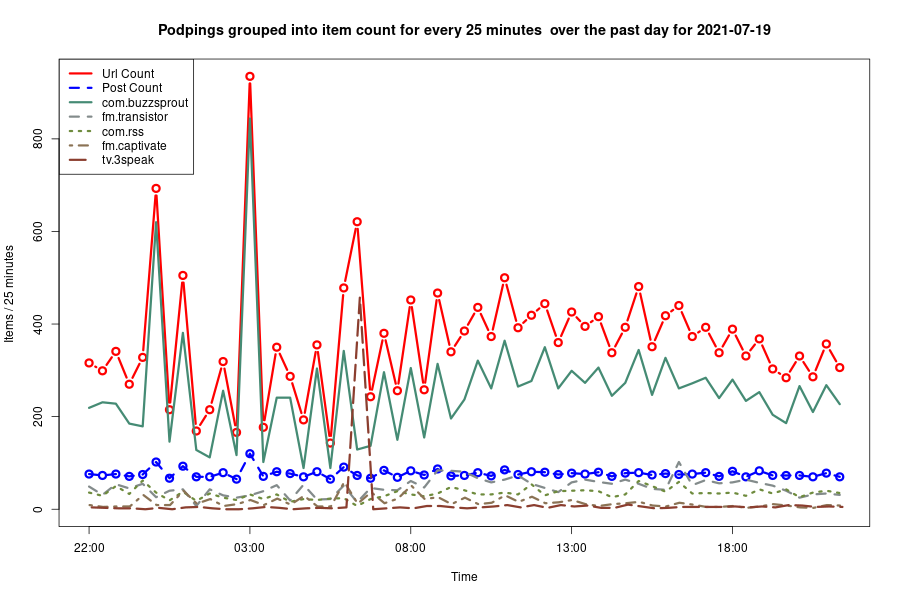 Podpings grouped into item count for every 25 minutes  over the past day for 2021-07-19
Url Count
Post Count
com.buzzsprout
fm.transistor
com.rss
fm.captivate
tv.3speak
Items / 25 minutes
800
600
400
200
0
22:00
03:00
08:00
13:00
18:00
Time